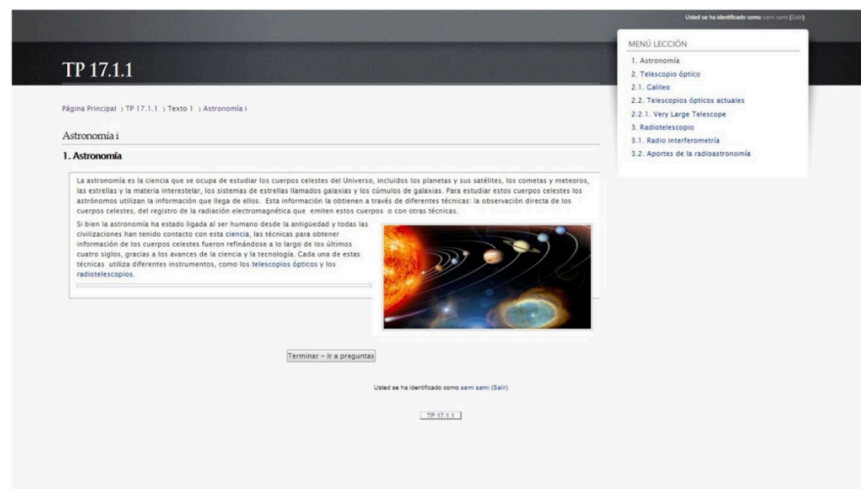 Usted se ha identificado como sami sami (Salir)
TP 17.1.1
MENÚ LECCIÓN
1. Astronomía
2. Telescopio óptico
2.1. Galileo
2.2. Telescopios ópticos actuales
2.2.1. Very Large Telescope
3. Radiotelescopio
3.1. Radio interferometría
3.2. Aportes de la radioastronomía
Página Principal › TP 17.1.1 › Texto 1 › Astronomía i
Astronomía i
1. Astronomía
La astronomía es la ciencia que se ocupa de estudiar los cuerpos celestes del Universo, incluidos los planetas y sus satélites, los cometas y meteoros,
las estrellas y la materia interestelar, los sistemas de estrellas llamados galaxias y los cúmulos de galaxias. Para estudiar estos cuerpos celestes los
astrónomos utilizan la información que llega de ellos. Esta información la obtienen a través de diferentes técnicas: la observación directa de los
cuerpos celestes, del registro de la radiación electromagnética que emiten estos cuerpos o con otras técnicas.
Si bien la astronomía ha estado ligada al ser humano desde la antigüedad y todas las
civilizaciones han tenido contacto con esta ciencia, las técnicas para obtener
información de los cuerpos celestes fueron refinándose a lo largo de los últimos
cuatro siglos, gracias a los avances de la ciencia y la tecnología. Cada una de estas
técnicas utiliza diferentes instrumentos, como los telescopios ópticos y los
radiotelescopios.
Terminar - Ir a preguntas
Usted se ha identificado como sami sami (Salir)
TP 17.1.1